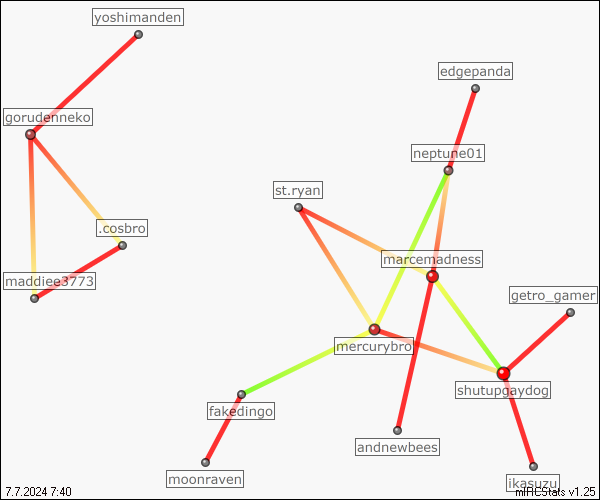 yoshimanden
edgepanda
gorudenneko
neptune01
st.ryan
.cosbro
marcemadness
maddiee3773
getro_gamer
mercurybro
shutupgaydog
fakedingo
andnewbees
moonraven
ikasuzu
7.7.2024 7:40
mIRCStats v1.25